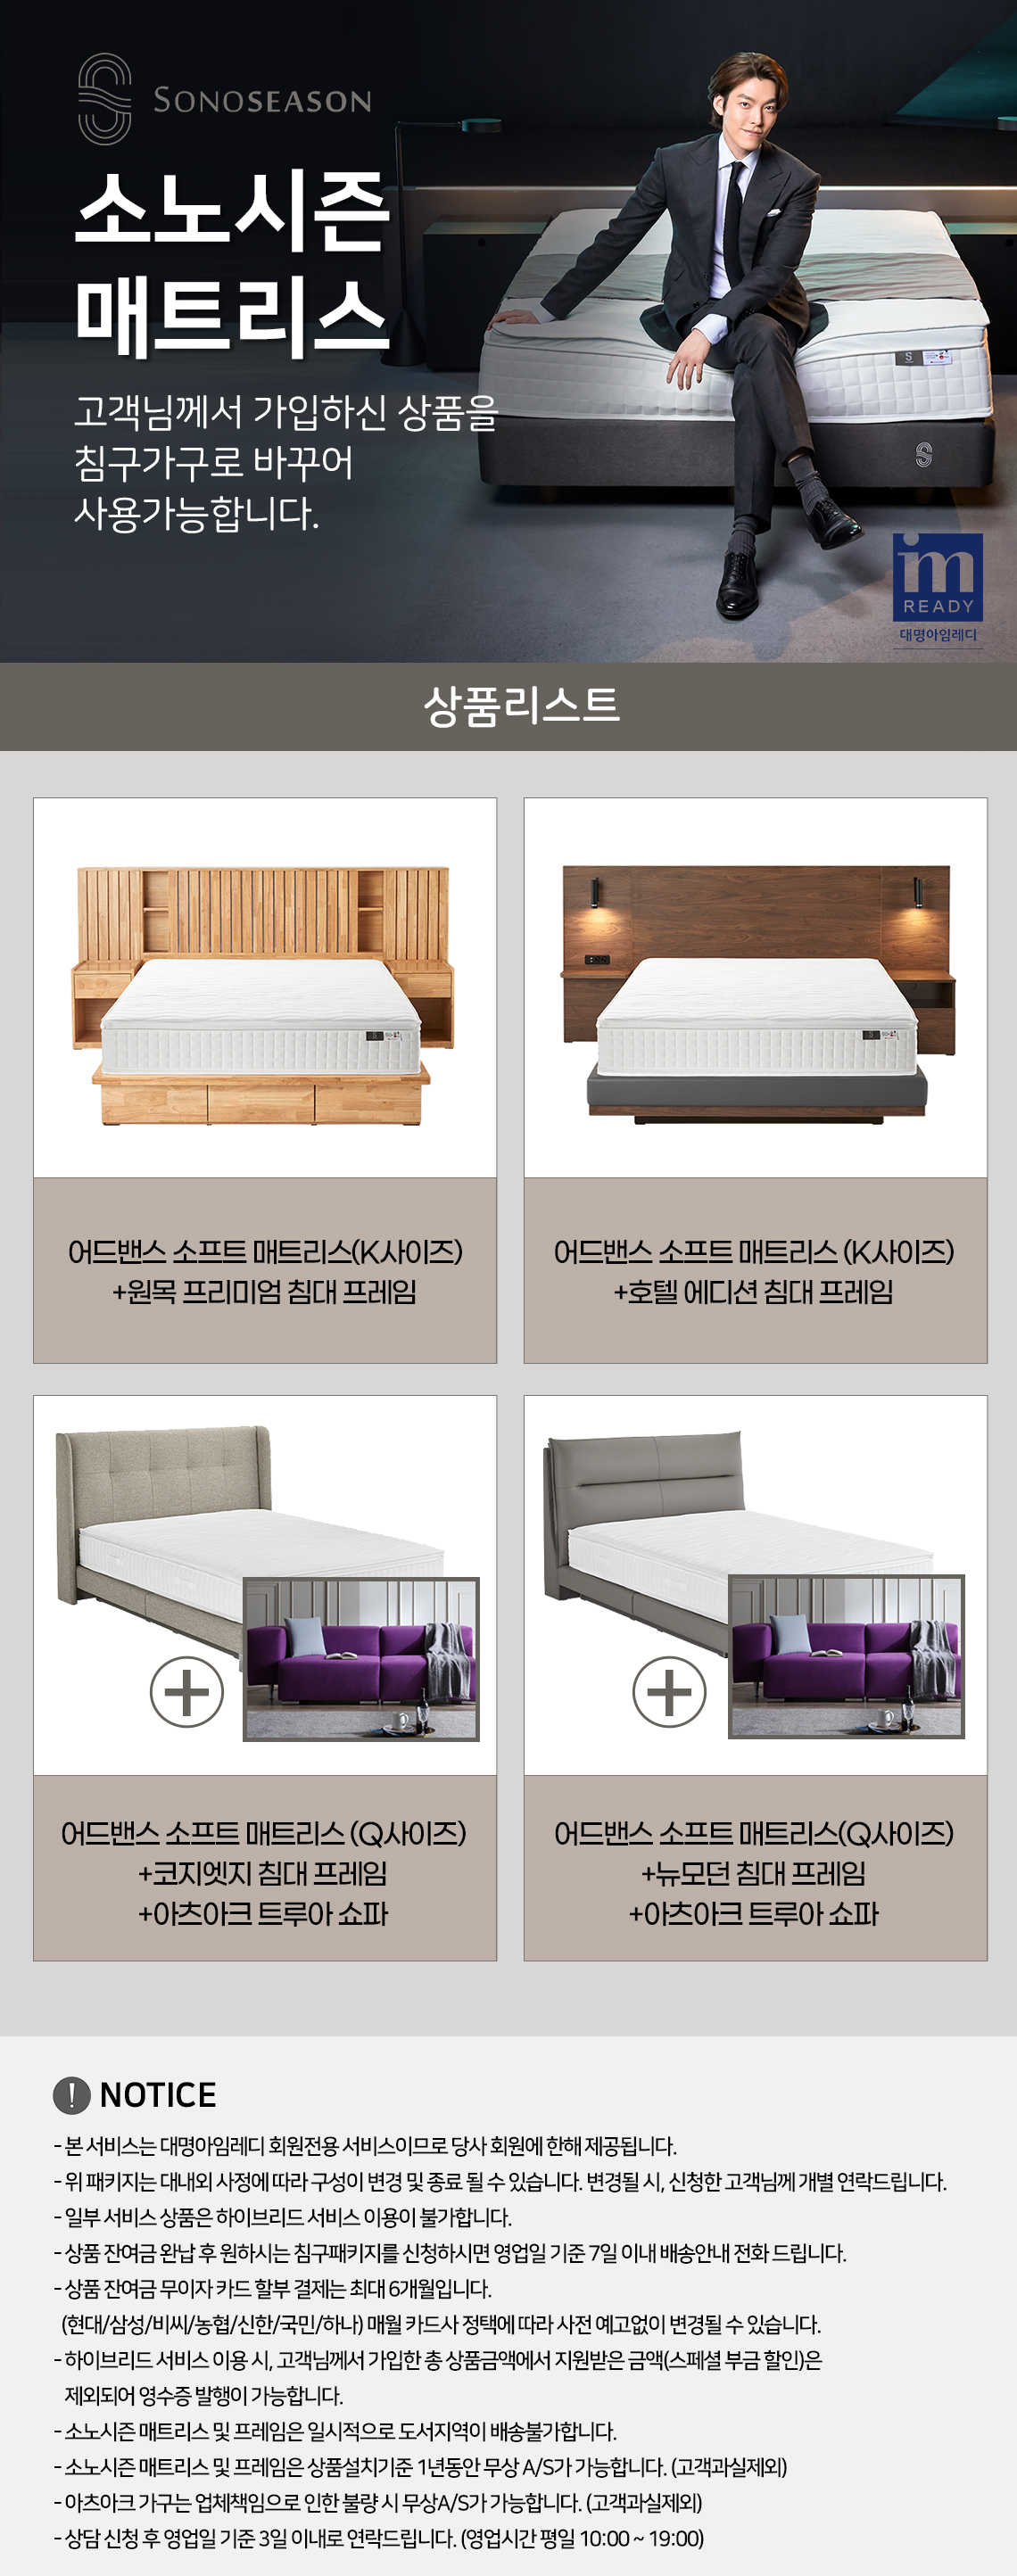 SONOSEASON
소노시즌
매트리스
고객님께서 가입하신 상품을
침구가구로 바꾸어
사용가능합니다.
im
READY
대명아임레디
상품리스트
어드밴스 소프트 매트리스(K사이즈)
+원목 프리미엄 침대 프레임
어드밴스 소프트 매트리스 (K사이즈)
+호텔 에디션 침대 프레임
어드밴스 소프트 매트리스 (Q사이즈)
+코지엣지 침대 프레임
+아츠아크 트루아 쇼파
어드밴스 소프트 매트리스(Q사이즈)
+뉴모던 침대 프레임
+아츠아크 트루아 쇼파
! NOTICE
- 본 서비스는 대명아임레디 회원전용 서비스이므로 당사 회원에 한해 제공됩니다.
- 위 패키지는 대내외 사정에 따라 구성이 변경 및 종료 될 수 있습니다. 변경될 시, 신청한 고객님께 개별 연락드립니다.
- 일부 서비스 상품은 하이브리드 서비스 이용이 불가합니다.
- 상품 잔여금 완납 후 원하시는 침구패키지를 신청하시면 영업일 기준 7일 이내 배송안내 전화 드립니다.
- 상품 잔여금 무이자 카드 할부 결제는 최대 6개월입니다.
(현대/삼성/비씨/농협/신한/국민/하나) 매월 카드사 정택에 따라 사전 예고없이 변경될 수 있습니다.
- 하이브리드 서비스 이용 시, 고객님께서 가입한 총 상품금액에서 지원받은 금액(스페셜 부금 할인)은
제외되어 영수증 발행이 가능합니다.
- 소노시즌 매트리스 및 프레임은 일시적으로 도서지역이 배송불가합니다.
- 소노시즌 매트리스 및 프레임은 상품설치기준 1년동안 무상 A/S가 가능합니다. (고객과실제외)
- 아츠아크 가구는 업체책임으로 인한 불량 시 무상A/S가 가능합니다. (고객과실제외)
- 상담 신청 후 영업일 기준 3일 이내로 연락드립니다. (영업시간 평일 10:00 ~ 19:00)